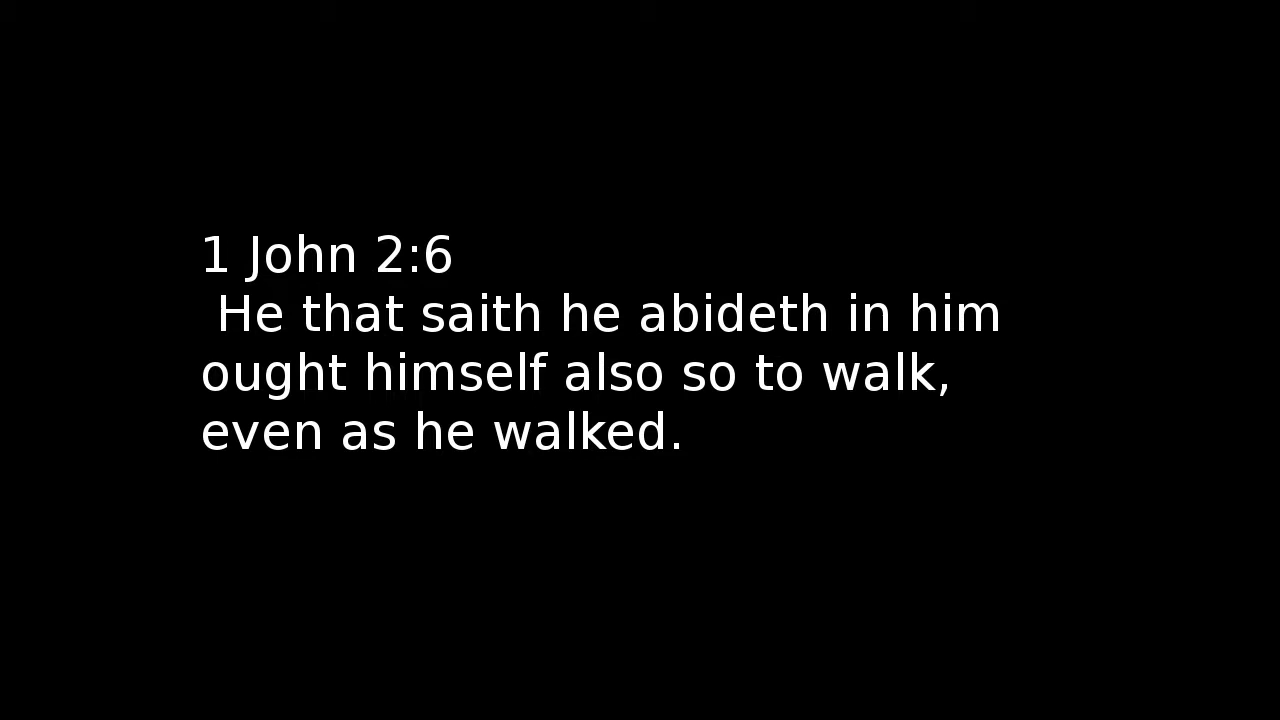 1 John 2:6
He that saith he abideth in him
ought himself also so to walk,
even as he walked.